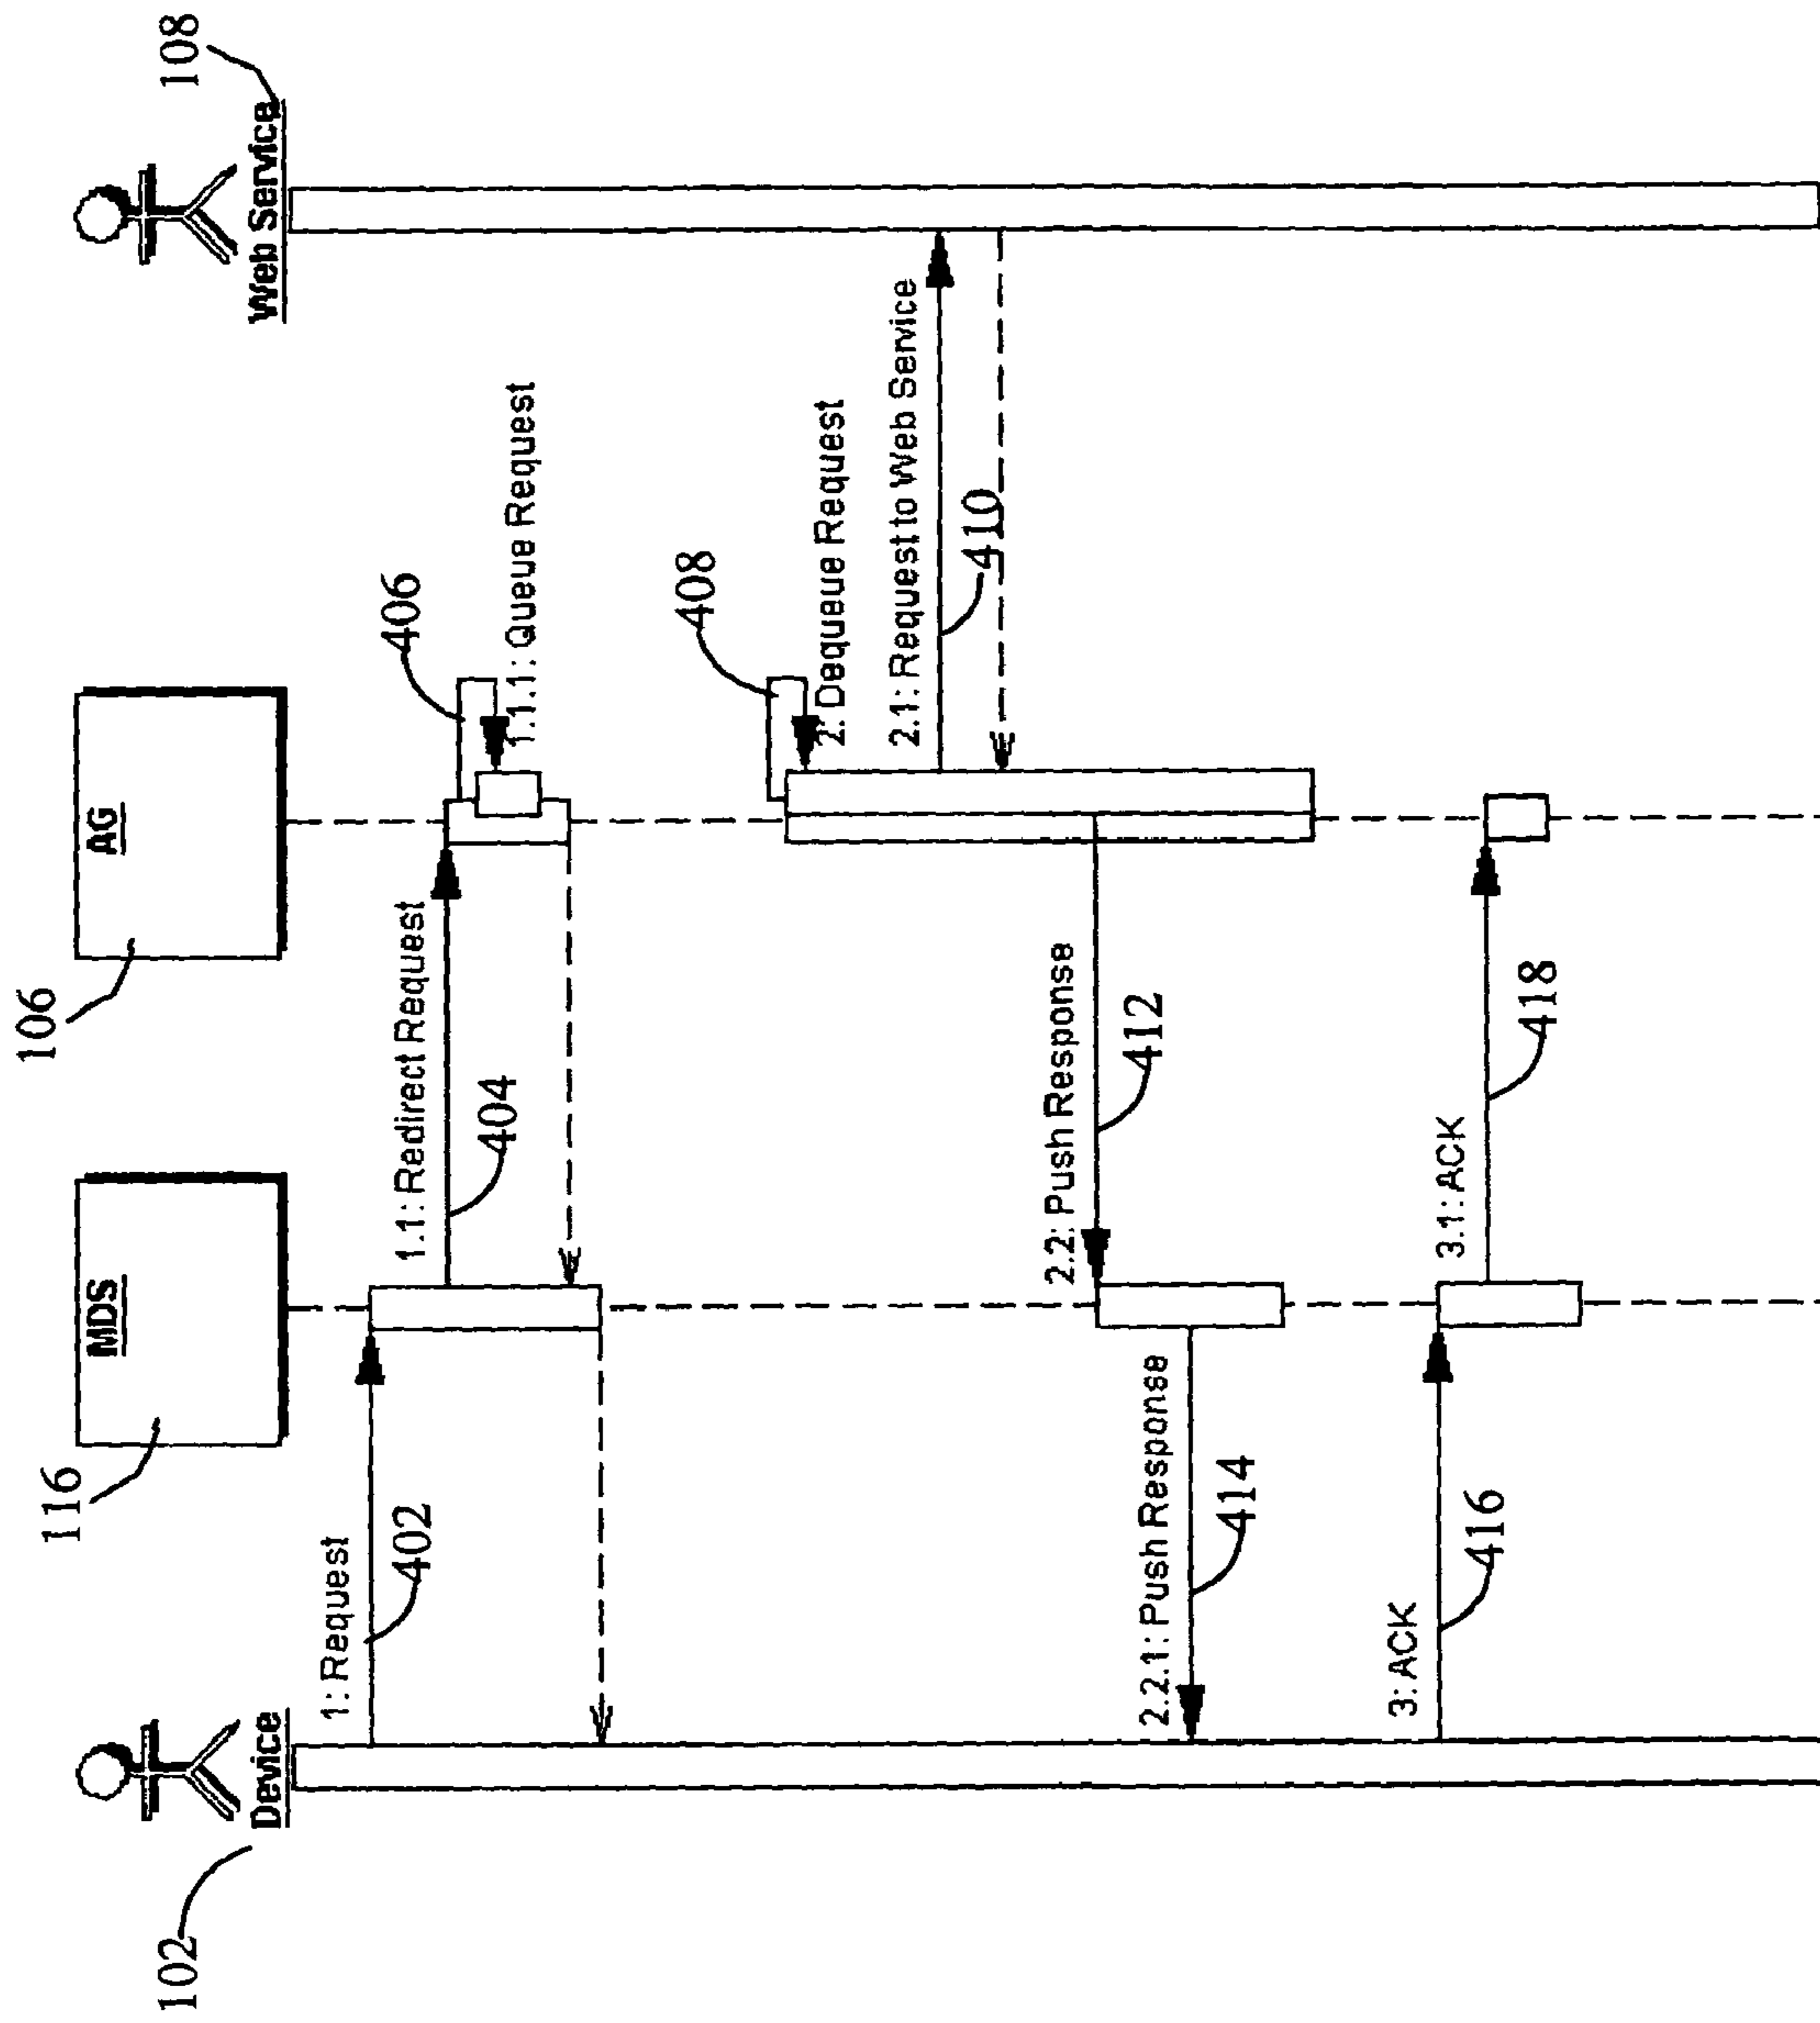 102
Device
116
MDS
106
AG
108
Web Service
1: Request
402
1.1: Redirect Request
404
406
1.1.1: Queue Request
408
2: Dequeue Request
2.1: Request to Web Service
410
2.2: Push Response
412
2.2.1: Push Response
414
3: ACK
416
3.1: ACK
418